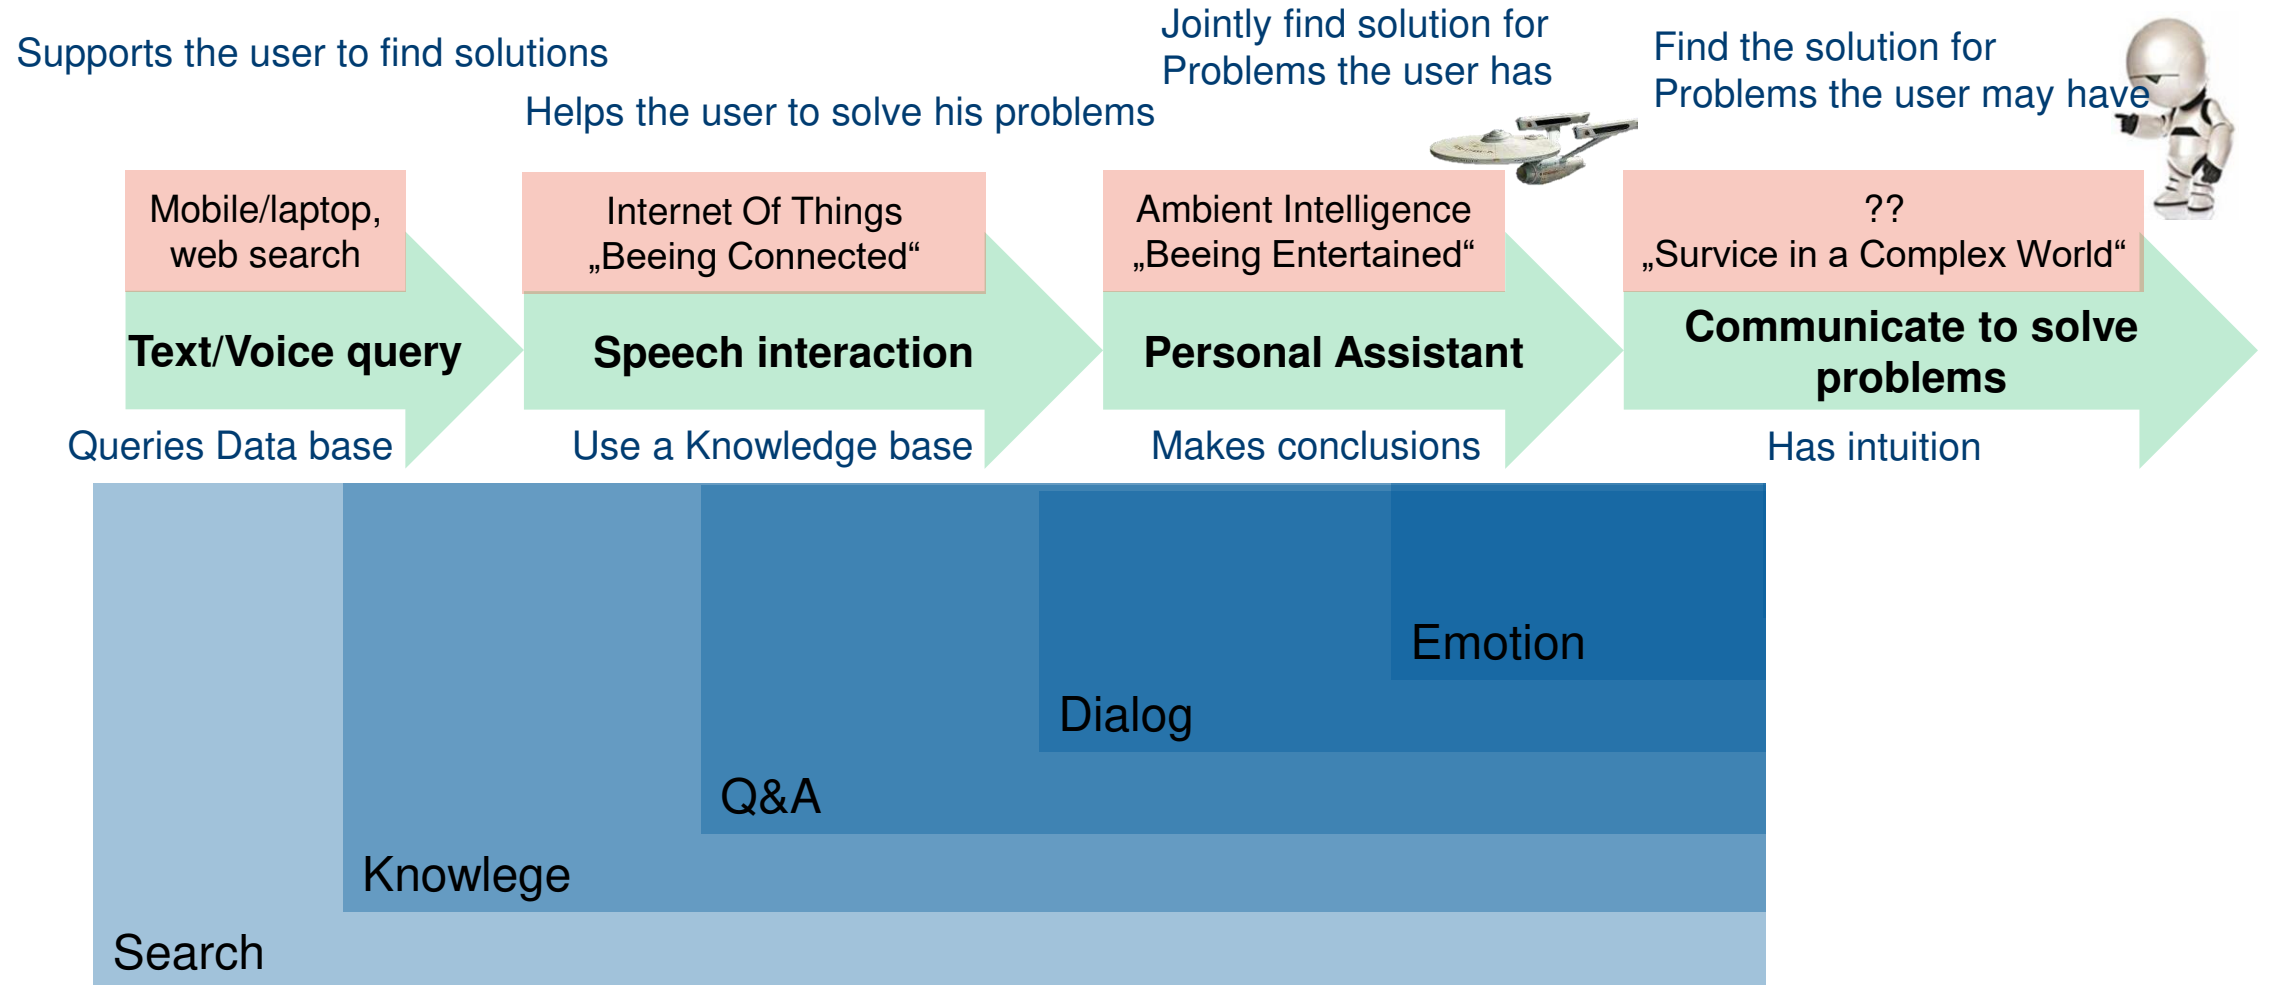 Supports the user to find solutions
Helps the user to solve his problems
Jointly find solution for
Problems the user has
Find the solution for
Problems the user may have
Mobile/laptop,
web search
Internet Of Things
„Beeing Connected“
Ambient Intelligence
„Beeing Entertained“
??
„Survice in a Complex World“
Text/Voice query
Speech interaction
Personal Assistant
Communicate to solve
problems
Queries Data base
Use a Knowledge base
Makes conclusions
Has intuition
Emotion
Dialog
Q&A
Knowlege
Search